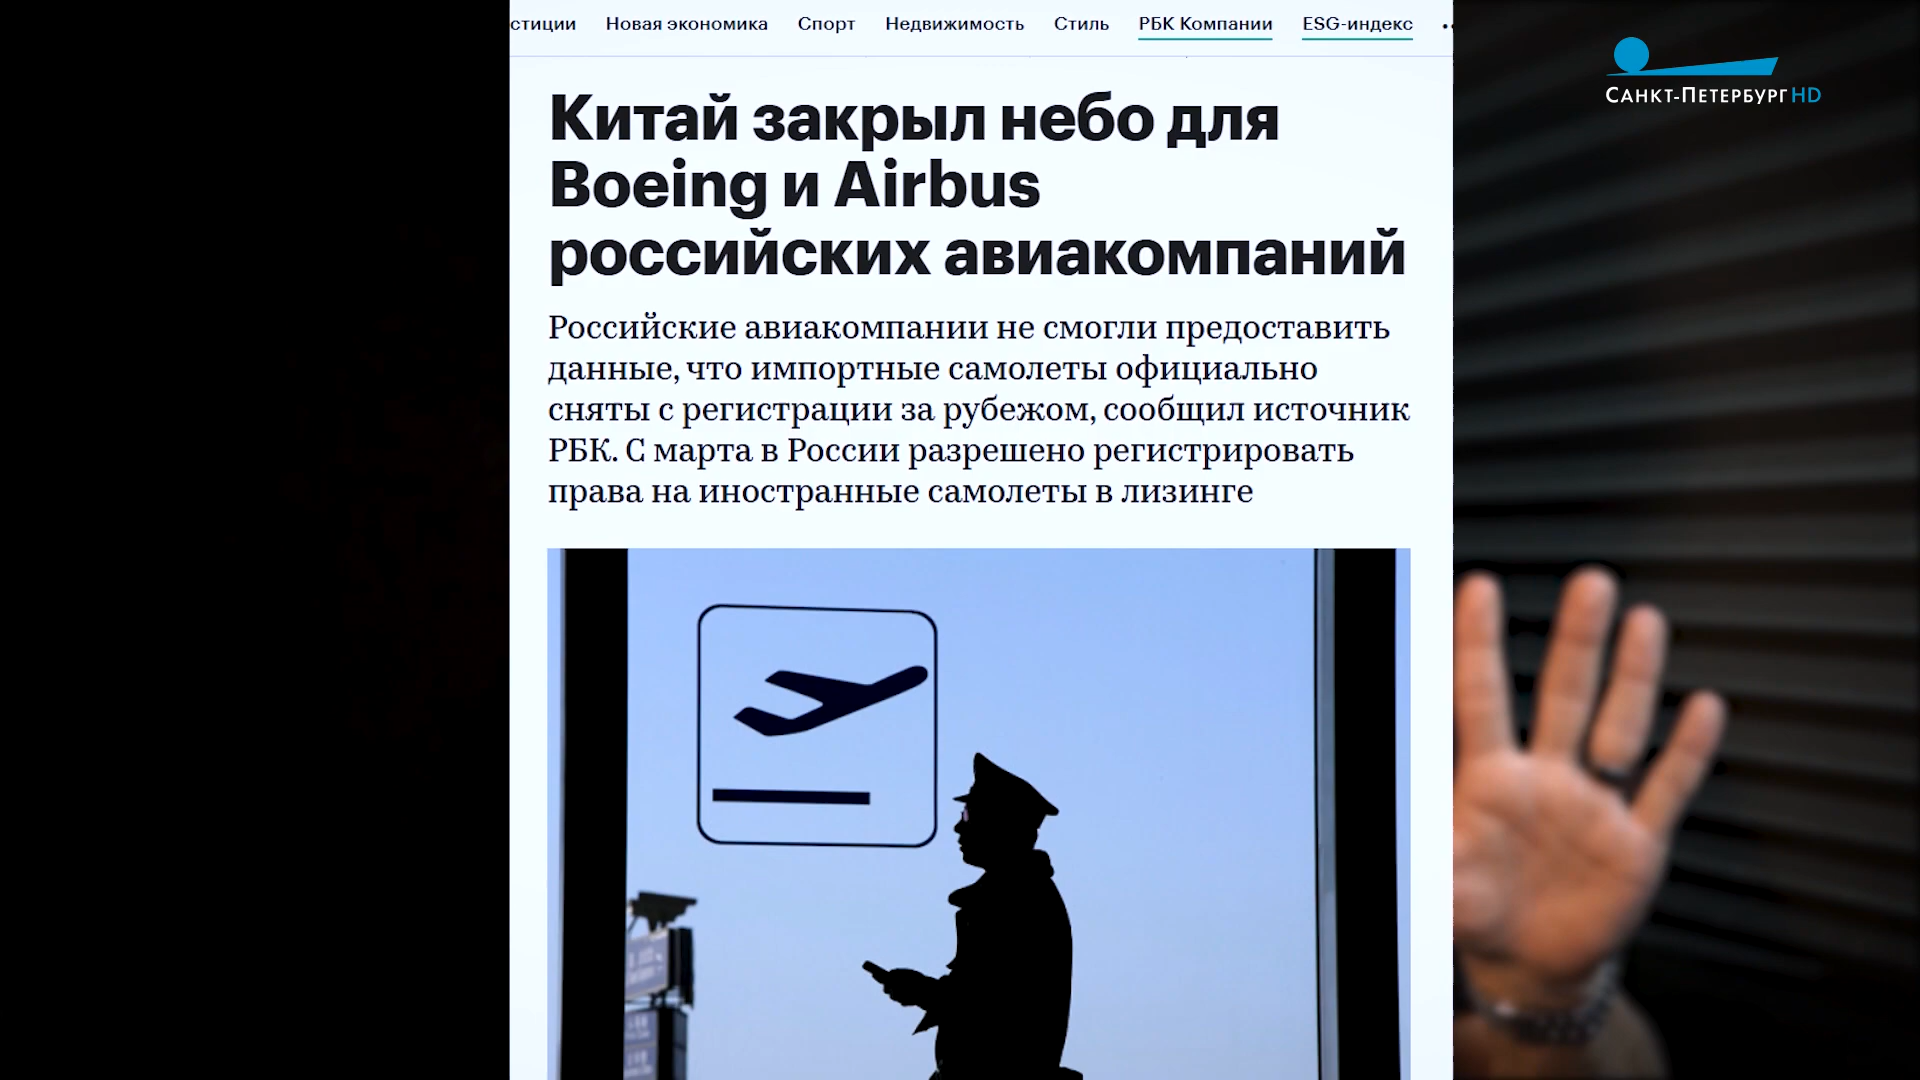 стиции Новая экономика Спорт Недвижимость Стиль РБК Компании ESG-индекс
САНКТ-ПЕТЕРБУРГ HD
Китай закрыл небо для
Boeing и Airbus
российских авиакомпаний
Российские авиакомпании не смогли предоставить
данные, что импортные самолеты официально
сняты с регистрации за рубежом, сообщил источник
РБК. С марта в России разрешено регистрировать
права на иностранные самолеты в лизинге